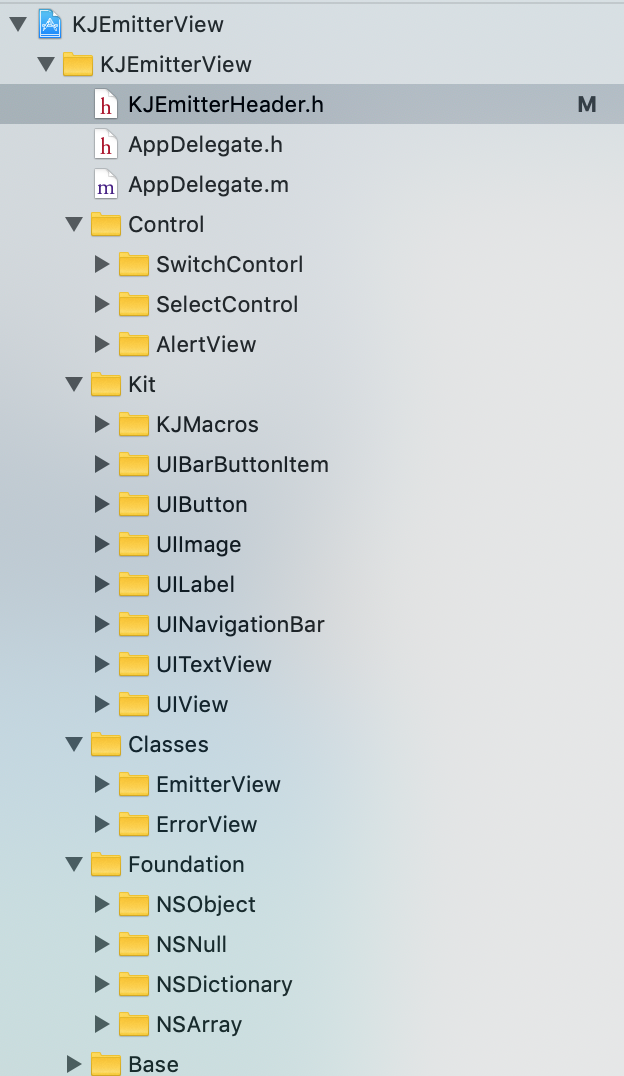 KJEmitterView
KJEmitterView
h KJEmitterHeader.h M
h AppDelegate.h
m AppDelegate.m
Control
SwitchContorl
SelectControl
AlertView
Kit
KJMacros
UIBarButtonItem
UIButton
UIImage
UILabel
UINavigationBar
UITextView
UIView
Classes
EmitterView
ErrorView
Foundation
NSObject
NSNull
NSDictionary
NSArray
Base